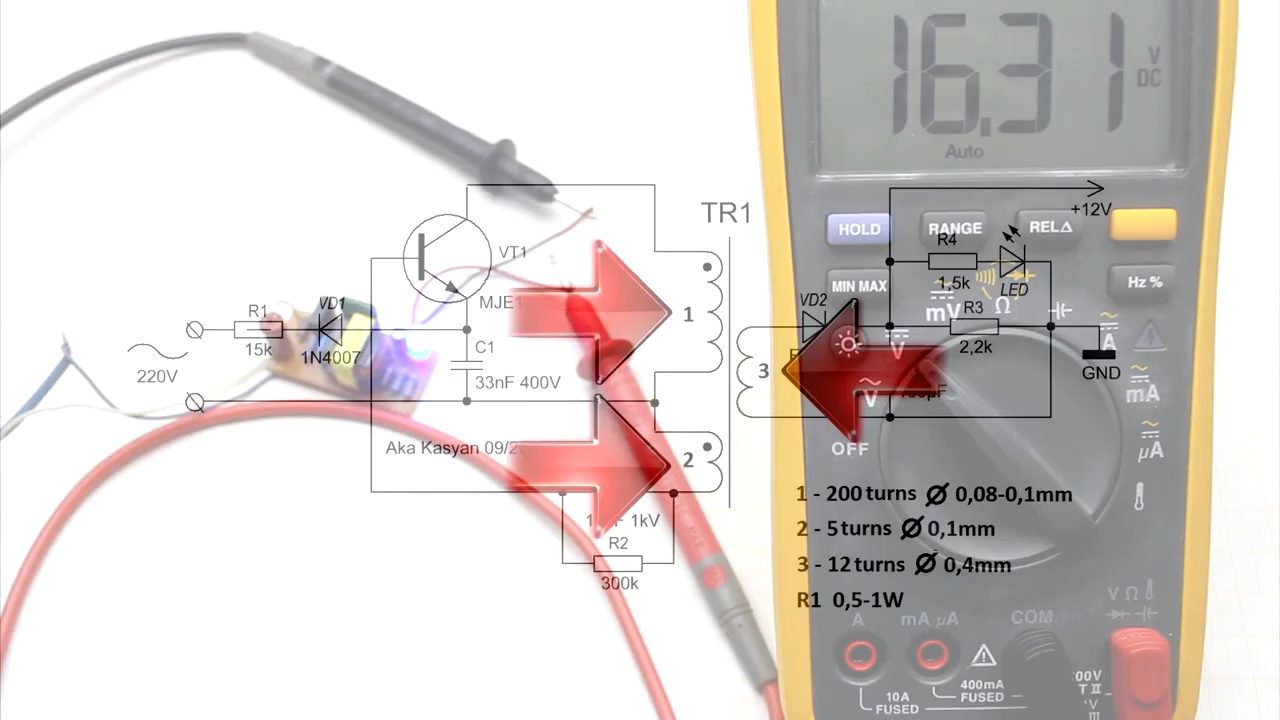 16.31
V
DC
Auto
HOLD
RANGE
REL∆
Hz %
MIN MAX
mV
Ω
V
A
mA
μA
V
OFF
TR1
+12V
R4
1,5k
LED
R3
2,2k
VD2
GND
VT1
MJE1
R1
15k
VD1
1N4007
220V
C1
33nF 400V
1
3
2
Aka Kasyan 09/2
1kV
R2
300k
1 - 200 turns Ø 0,08-0,1mm
2 - 5 turns Ø 0,1mm
3 - 12 turns Ø 0,4mm
R1 0,5-1W
A
mA μA
COM
V Ω
10A
FUSED
400mA
FUSED